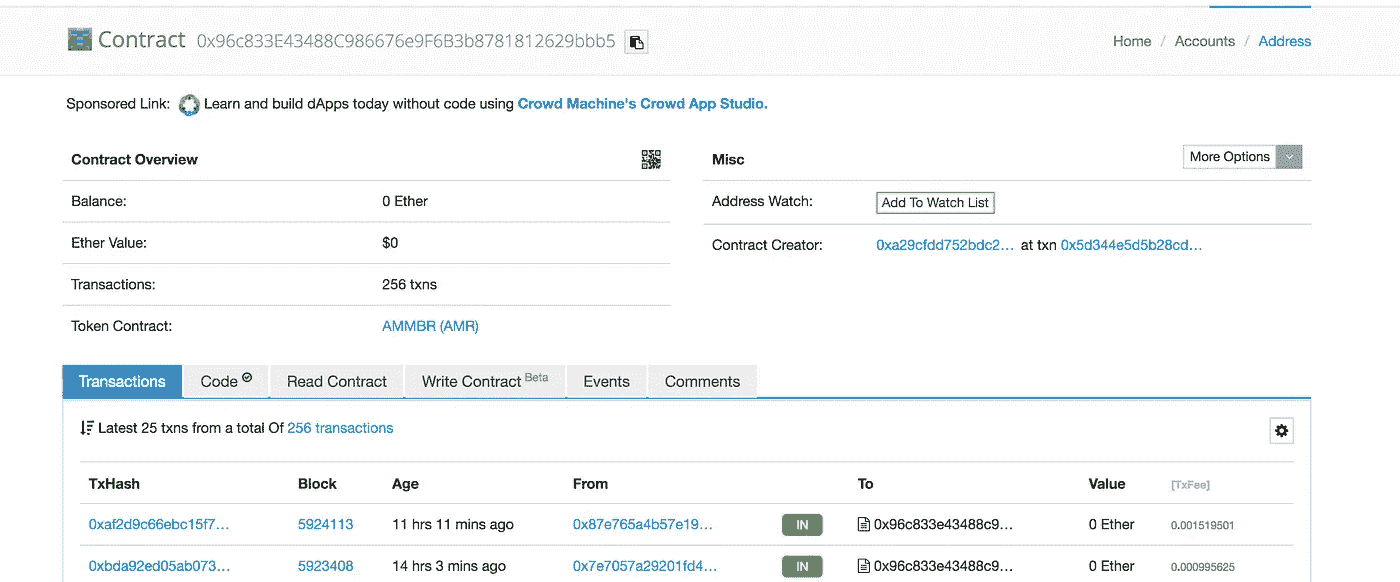 Contract 0x96c833E43488C986676e9F6B3b8781812629bbb5 Home / Accounts / Address
Sponsored Link: Learn and build dApps today without code using Crowd Machine's Crowd App Studio.
Contract Overview Misc More Options
Balance: 0 Ether Address Watch: Add To Watch List
Ether Value: $0 Contract Creator: 0xa29cfdd752bdc2... at txn 0x5d344e5d5b28cd...
Transactions: 256 txns
Token Contract: AMMBR (AMR)
Transactions Code Read Contract Write Contract Beta Events Comments
Latest 25 txns from a total Of 256 transactions
TxHash Block Age From To Value [TxFee]
0xaf2d9c66ebc15f7... 5924113 11 hrs 11 mins ago 0x87e765a4b57e19... IN 0x96c833e43488c9... 0 Ether 0.001519501
0xbda92ed05ab073... 5923408 14 hrs 3 mins ago 0x7e7057a29201fd4... IN 0x96c833e43488c9... 0 Ether 0.000995625